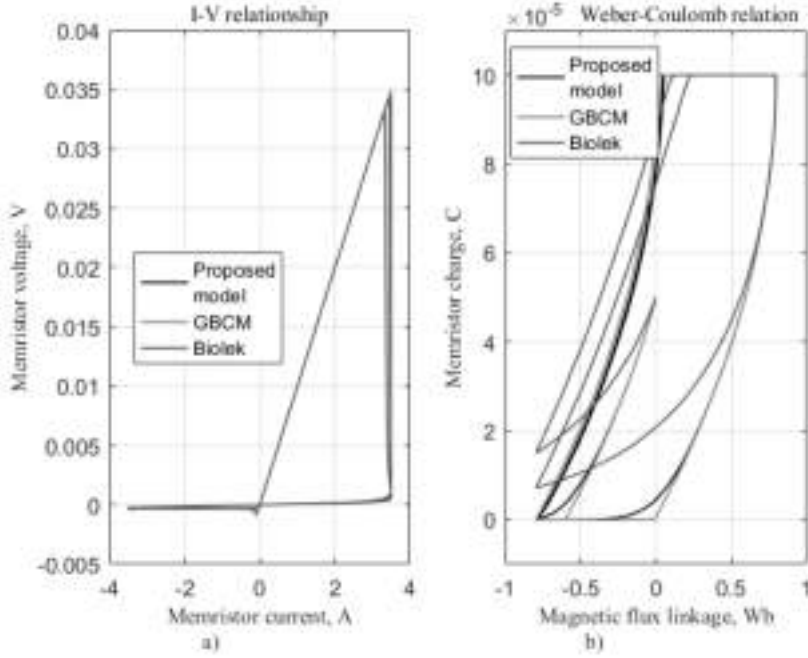 I-V relationship
0.04
0.035
0.03
0.025
0.02
0.015
0.01
0.005
0
-0.005
Memristor voltage, V
Proposed
model
GBCM
Biolek
-4 -2 0 2 4
Memristor current, A
a)
× 10-5 Weber-Coulomb relation
10
8
6
4
2
0
Memristor charge, C
Proposed
model
GBCM
Biolek
-1 -0.5 0 0.5 1
Magnetic flux linkage, Wb
b)